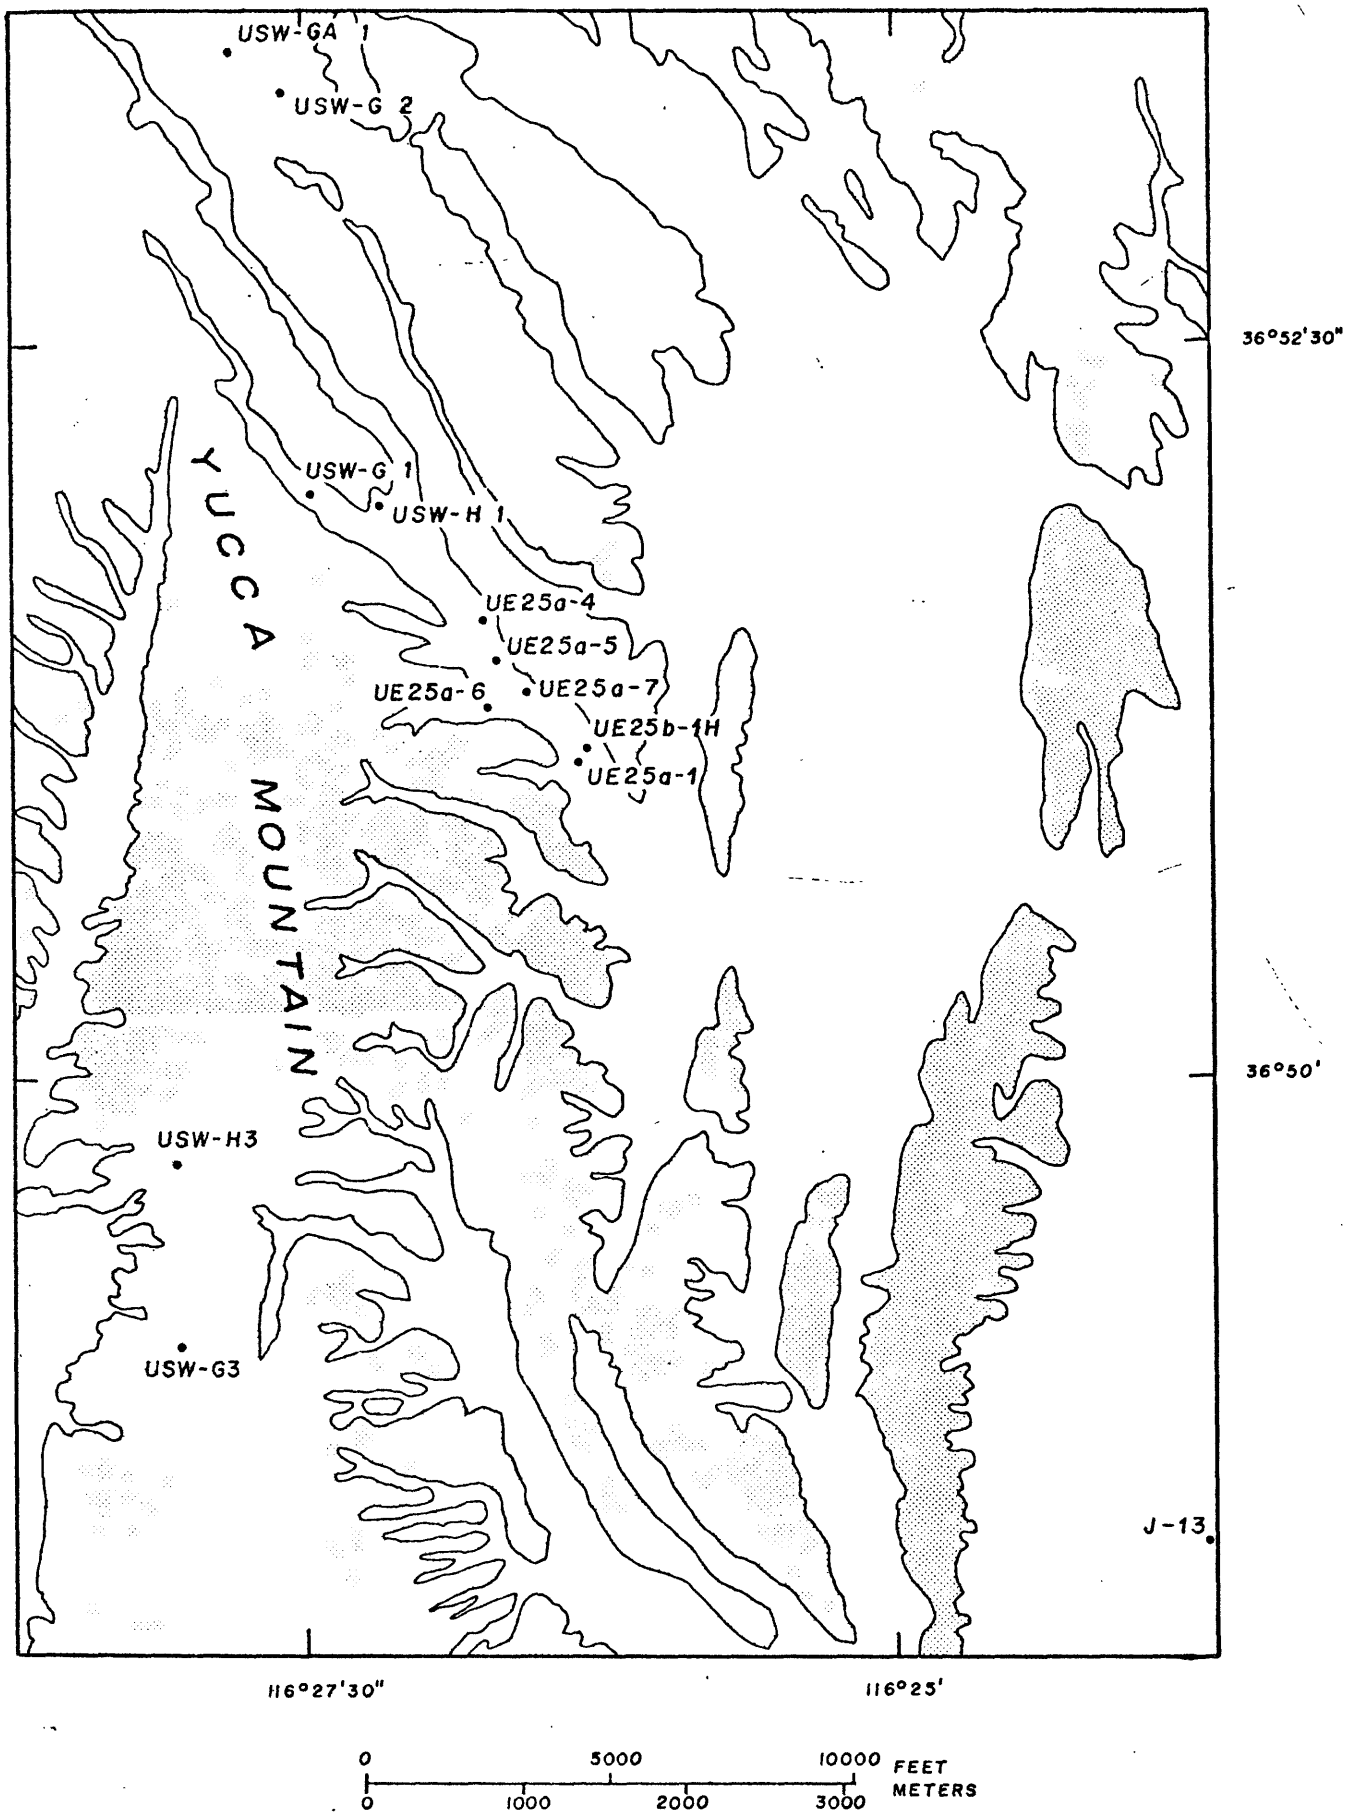 USW-GA 1
USW-G 2
36°52'30"
YUCCA MOUNTAIN
USW-G 1
USW-H 1
UE25a-4
UE25a-5
UE25a-6
UE25a-7
UE25b-1H
UE25a-1
36°50'
USW-H3
USW-G3
J-13
116°27'30"
116°25'
0 5000 10000 FEET
METERS
0 1000 2000 3000